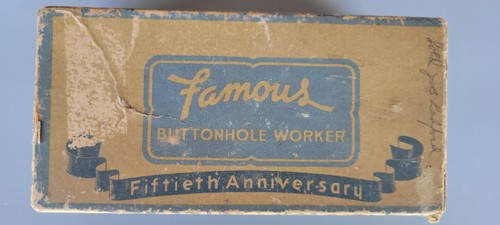 Famous
BUTTONHOLE WORKER
Fiftieth Anniversary